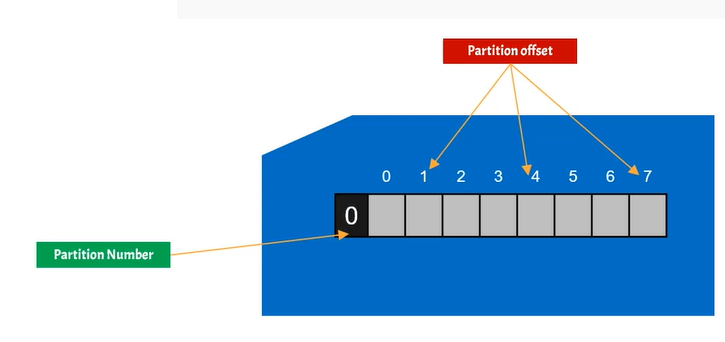 Partition offset
0 1 2 3 4 5 6 7
0
Partition Number